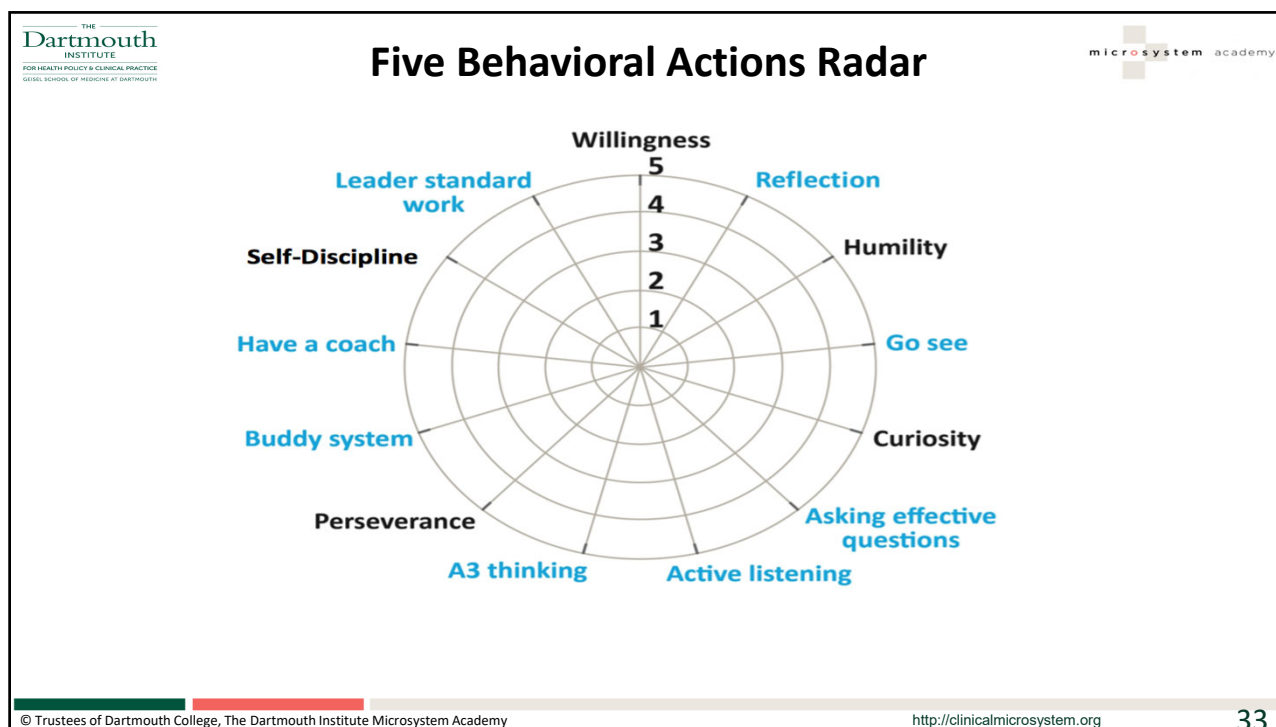 THE
Dartmouth
INSTITUTE
FOR HEALTH POLICY & CLINICAL PRACTICE
GEISEL SCHOOL OF MEDICINE AT DARTMOUTH
Five Behavioral Actions Radar
microsystem academy
Willingness
5
4
3
2
1
Reflection
Humility
Go see
Curiosity
Asking effective
questions
Active listening
A3 thinking
Perseverance
Buddy system
Have a coach
Self-Discipline
Leader standard
work
© Trustees of Dartmouth College, The Dartmouth Institute Microsystem Academy
http://clinicalmicrosystem.org
33